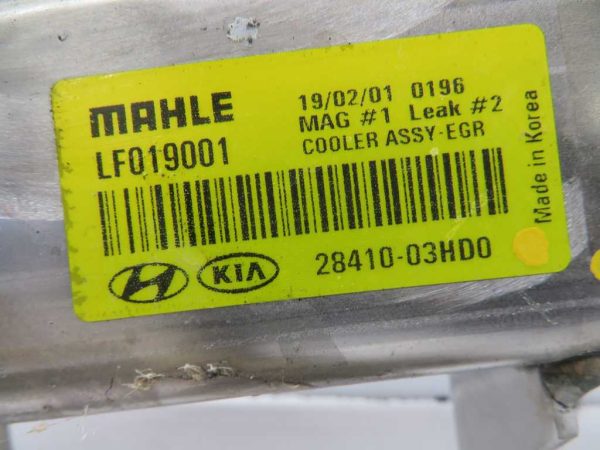 MAHLE
LF019001
19/02/01 0196
MAG #1 Leak #2
COOLER ASSY-EGR
Made in Korea
KIA
28410-03HD0